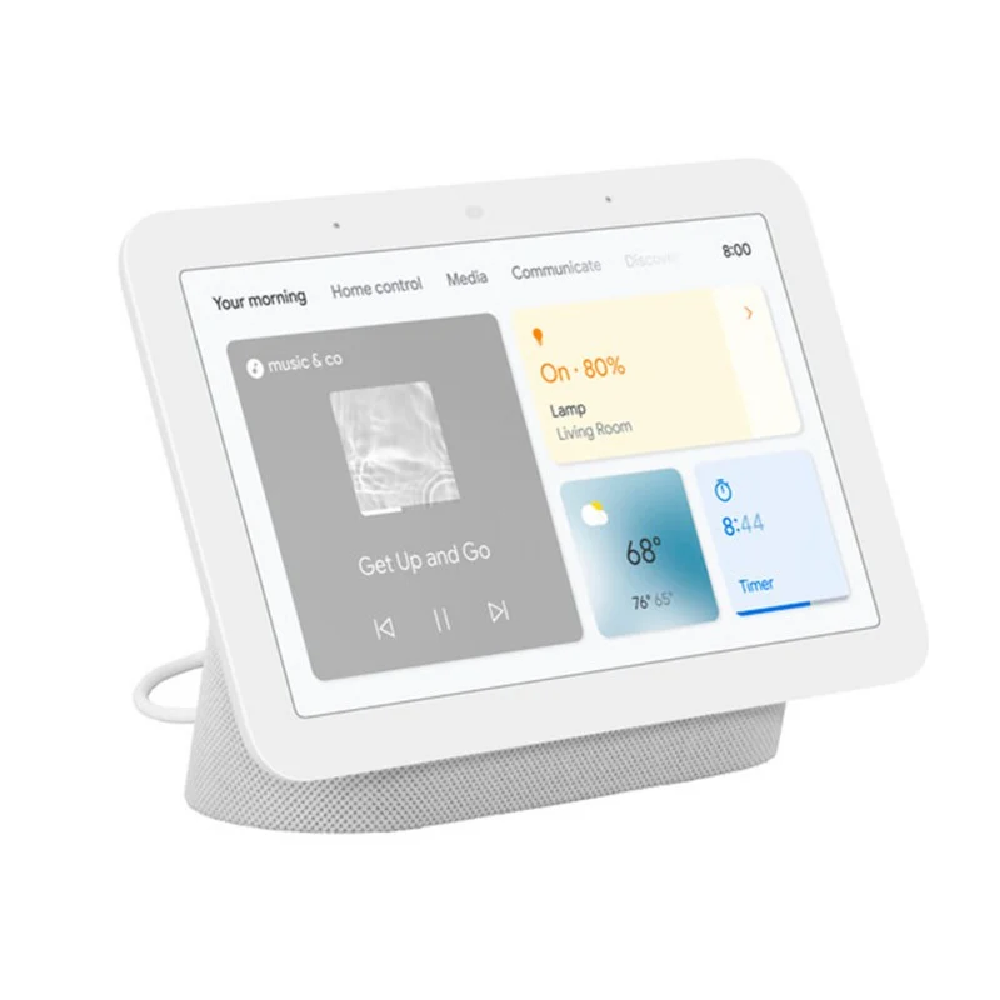 Your morning
Home control
Media
Communicate
Discover
8:00
music & co
Get Up and Go
On · 80%
Lamp
Living Room
68°
76° 65°
8:44
Timer